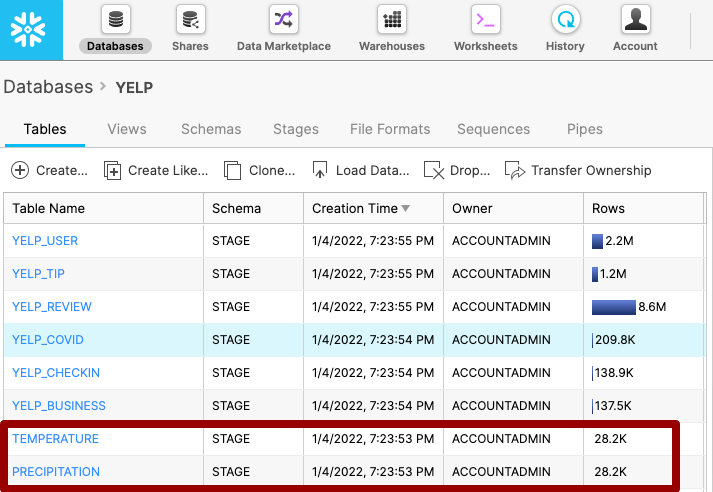 Databases Shares Data Marketplace Warehouses Worksheets History Account
Databases > YELP
Tables Views Schemas Stages File Formats Sequences Pipes
Create... Create Like... Clone... Load Data... Drop... Transfer Ownership
Table Name Schema Creation Time ▼ Owner Rows
YELP_USER STAGE 1/4/2022, 7:23:55 PM ACCOUNTADMIN 2.2M
YELP_TIP STAGE 1/4/2022, 7:23:55 PM ACCOUNTADMIN 1.2M
YELP_REVIEW STAGE 1/4/2022, 7:23:55 PM ACCOUNTADMIN 8.6M
YELP_COVID STAGE 1/4/2022, 7:23:54 PM ACCOUNTADMIN 209.8K
YELP_CHECKIN STAGE 1/4/2022, 7:23:54 PM ACCOUNTADMIN 138.9K
YELP_BUSINESS STAGE 1/4/2022, 7:23:54 PM ACCOUNTADMIN 137.5K
TEMPERATURE STAGE 1/4/2022, 7:23:53 PM ACCOUNTADMIN 28.2K
PRECIPITATION STAGE 1/4/2022, 7:23:53 PM ACCOUNTADMIN 28.2K